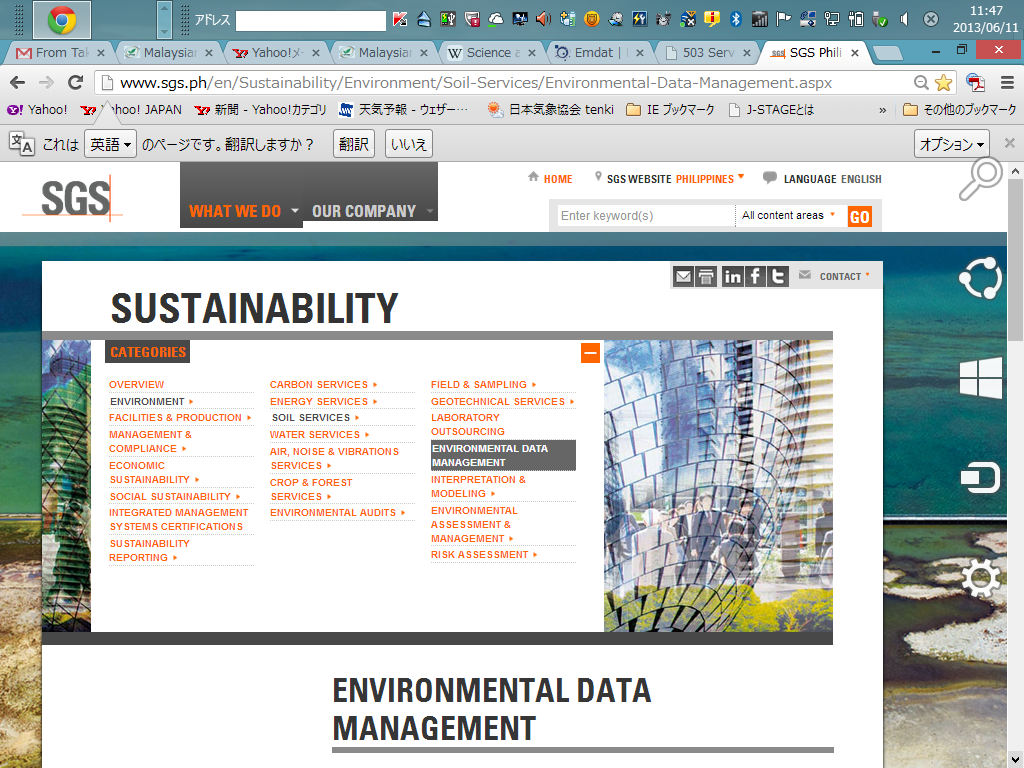 アドレス
11:47
2013/06/11
From Tak
Malaysian
Yahoo!メー
Malaysian
Science a
Emdat |
503 Serv
SGS Phili
www.sgs.ph/en/Sustainability/Environment/Soil-Services/Environmental-Data-Management.aspx
Yahoo!
Yahoo! JAPAN
新聞 - Yahoo!カテゴリ
天気予報 - ウェザー…
日本気象協会 tenki
IE ブックマーク
J-STAGEとは
»
その他のブックマーク
これは 英語 のページです。翻訳しますか？ 翻訳 いいえ オプション
SGS
WHAT WE DO
OUR COMPANY
HOME
SGS WEBSITE PHILIPPINES
LANGUAGE ENGLISH
Enter keyword(s)
All content areas
GO
CONTACT
SUSTAINABILITY
CATEGORIES
OVERVIEW
ENVIRONMENT
FACILITIES & PRODUCTION
MANAGEMENT &
COMPLIANCE
ECONOMIC
SUSTAINABILITY
SOCIAL SUSTAINABILITY
INTEGRATED MANAGEMENT
SYSTEMS CERTIFICATIONS
SUSTAINABILITY
REPORTING
CARBON SERVICES
ENERGY SERVICES
SOIL SERVICES
WATER SERVICES
AIR, NOISE & VIBRATIONS
SERVICES
CROP & FOREST
SERVICES
ENVIRONMENTAL AUDITS
FIELD & SAMPLING
GEOTECHNICAL SERVICES
LABORATORY
OUTSOURCING
ENVIRONMENTAL DATA
MANAGEMENT
INTERPRETATION &
MODELING
ENVIRONMENTAL
ASSESSMENT &
MANAGEMENT
RISK ASSESSMENT
ENVIRONMENTAL DATA
MANAGEMENT